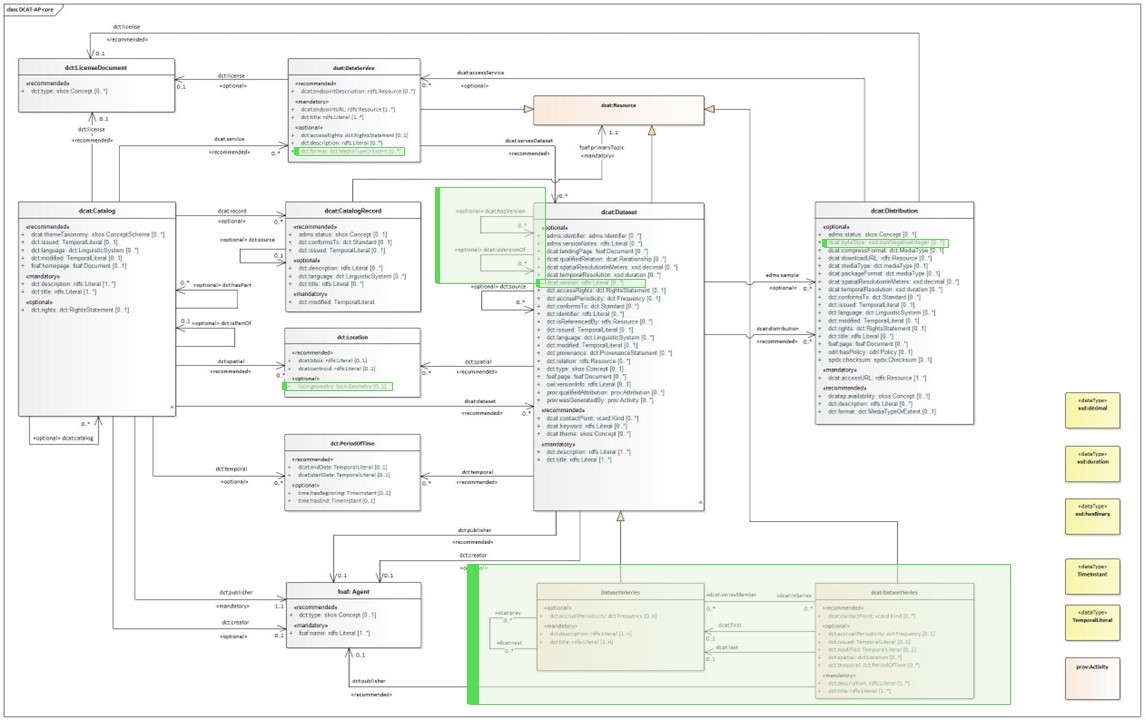 class DCAT-AP-core
dct:license
«recommended»
0..1
dct:LicenseDocument
«recommended»
+ dct:type: skos:Concept [0..*]
dct:license
«optional»
0..1
dcat:DataService
«recommended»
+ dcat:endpointDescription: rdfs:Resource [0..*]
«mandatory»
+ dcat:endpointURL: rdfs:Resource [1..*]
+ dct:title: rdfs:Literal [1..*]
«optional»
+ dct:accessRights: dct:RightsStatement [0..1]
+ dct:description: rdfs:Literal [0..*]
+ dct:format: dct:MediaTypeOrExtent [0..*]
dcat:accessService
«optional»
0..*
dcat:Resource
0..1
dct:license
«recommended»
dcat:service
«recommended»
0..*
dcat:servesDataset
«recommended»
0..*
1..1
foaf:primaryTopic
«mandatory»
dcat:Catalog
«recommended»
+ dcat:themeTaxonomy: skos:ConceptScheme [0..*]
+ dct:issued: TemporalLiteral [0..1]
+ dct:language: dct:LinguisticSystem [0..*]
+ dct:modified: TemporalLiteral [0..1]
+ foaf:homepage: foaf:Document [0..1]
«mandatory»
+ dct:description: rdfs:Literal [1..*]
+ dct:title: rdfs:Literal [1..*]
«optional»
+ dct:rights: dct:RightsStatement [0..1]
dcat:record
«optional»
0..*
dcat:CatalogRecord
«recommended»
+ adms:status: skos:Concept [0..1]
+ dct:conformsTo: dct:Standard [0..*]
+ dct:issued: TemporalLiteral [0..1]
«optional»
+ dct:description: rdfs:Literal [0..*]
+ dct:language: dct:LinguisticSystem [0..*]
+ dct:title: rdfs:Literal [0..*]
«mandatory»
+ dct:modified: TemporalLiteral
«optional» dct:source
0..1
0..*
«optional» dct:hasPart
0..1
«optional» dct:isPartOf
«optional» dcat:hasVersion
0..*
«optional» dcat:isVersionOf
0..*
«optional» dct:source
0..*
dcat:Dataset
«optional»
+ adms:identifier: adms:Identifier [0..*]
+ adms:versionNotes: rdfs:Literal [0..*]
+ dcat:landingPage: foaf:Document [0..*]
+ dcat:qualifiedRelation: dcat:Relationship [0..*]
+ dcat:spatialResolutionInMeters: xsd:decimal [0..*]
+ dcat:temporalResolution: xsd:duration [0..*]
+ dcat:version: rdfs:Literal [0..*]
+ dct:accessRights: dct:RightsStatement [0..1]
+ dct:accrualPeriodicity: dct:Frequency [0..1]
+ dct:conformsTo: dct:Standard [0..*]
+ dct:identifier: rdfs:Literal [0..*]
+ dct:isReferencedBy: rdfs:Resource [0..*]
+ dct:issued: TemporalLiteral [0..1]
+ dct:language: dct:LinguisticSystem [0..*]
+ dct:modified: TemporalLiteral [0..1]
+ dct:provenance: dct:ProvenanceStatement [0..*]
+ dct:relation: rdfs:Resource [0..*]
+ dct:type: skos:Concept [0..*]
+ foaf:page: foaf:Document [0..*]
+ owl:versionInfo: rdfs:Literal [0..*]
+ prov:qualifiedAttribution: prov:Attribution [0..*]
+ prov:wasGeneratedBy: prov:Activity [0..*]
«recommended»
+ dcat:contactPoint: vcard:Kind [0..*]
+ dcat:keyword: rdfs:Literal [0..*]
+ dcat:theme: skos:Concept [0..*]
«mandatory»
+ dct:description: rdfs:Literal [1..*]
+ dct:title: rdfs:Literal [1..*]
adms:sample
«optional»
0..*
dcat:distribution
«recommended»
0..*
dcat:Distribution
«optional»
+ adms:status: skos:Concept [0..1]
+ dcat:byteSize: xsd:nonNegativeInteger [0..1]
+ dcat:compressFormat: dct:MediaType [0..1]
+ dcat:downloadURL: rdfs:Resource [0..*]
+ dcat:mediaType: dct:mediaType [0..1]
+ dcat:packageFormat: dct:mediaType [0..1]
+ dcat:spatialResolutionInMeters: xsd:decimal [0..*]
+ dcat:temporalResolution: xsd:duration [0..*]
+ dct:conformsTo: dct:Standard [0..*]
+ dct:issued: TemporalLiteral [0..1]
+ dct:language: dct:LinguisticSystem [0..*]
+ dct:modified: TemporalLiteral [0..1]
+ dct:rights: dct:RightsStatement [0..1]
+ dct:title: rdfs:Literal [0..*]
+ foaf:page: foaf:Document [0..*]
+ odrl:hasPolicy: odrl:Policy [0..1]
+ spdx:checksum: spdx:Checksum [0..1]
«mandatory»
+ dcat:accessURL: rdfs:Resource [1..*]
«recommended»
+ dcatap:availability: skos:Concept [0..1]
+ dct:description: rdfs:Literal [0..*]
+ dct:format: dct:MediaTypeOrExtent [0..1]
dct:spatial
«recommended»
0..*
dct:Location
«recommended»
+ dcat:bbox: rdfs:Literal [0..1]
+ dcat:centroid: rdfs:Literal [0..1]
«optional»
+ locn:geometry: locn:Geometry [0..1]
dct:spatial
«recommended»
0..*
dcat:dataset
«recommended»
0..*
0..*
«optional» dcat:catalog
dct:PeriodOfTime
«recommended»
+ dcat:endDate: TemporalLiteral [0..1]
+ dcat:startDate: TemporalLiteral [0..1]
«optional»
+ time:hasBeginning: TimeInstant [0..1]
+ time:hasEnd: TimeInstant [0..1]
dct:temporal
«optional»
0..*
dct:temporal
«recommended»
0..*
dct:publisher
«recommended»
0..1
dct:creator
«optional»
0..1
foaf: Agent
«recommended»
+ dct:type: skos:Concept [0..1]
«mandatory»
+ foaf:name: rdfs:Literal [1..*]
dct:publisher
«mandatory»
1..1
dct:creator
«optional»
0..1
0..1
dct:publisher
«recommended»
«dcat:prev
0..*
«dcat:next
0..*
DatasetInSeries
«optional»
+ dct:accrualPeriodicity: dct:Frequency [0..1]
«mandatory»
+ dct:description: rdfs:Literal [1..n]
+ dct:title: rdfs:Literal [1..n]
«dcat:seriesMember
0..*
«dcat:inSeries
0..*
dcat:first
0..1
dcat:last
0..1
dcat:DatasetSeries
«recommended»
+ dcat:contactPoint: vcard:Kind [0..*]
«optional»
+ dct:accrualPeriodicity: dct:Frequency [0..1]
+ dct:issued: TemporalLiteral [0..1]
+ dct:modified: TemporalLiteral [0..1]
+ dct:spatial: dct:Location [0..*]
+ dct:temporal: dct:PeriodOfTime [0..*]
«mandatory»
+ dct:description: rdfs:Literal [1..*]
+ dct:title: rdfs:Literal [1..*]
«dataType»
xsd:decimal
«dataType»
xsd:duration
«dataType»
xsd:hexBinary
«dataType»
TimeInstant
«dataType»
TemporalLiteral
prov:Activity